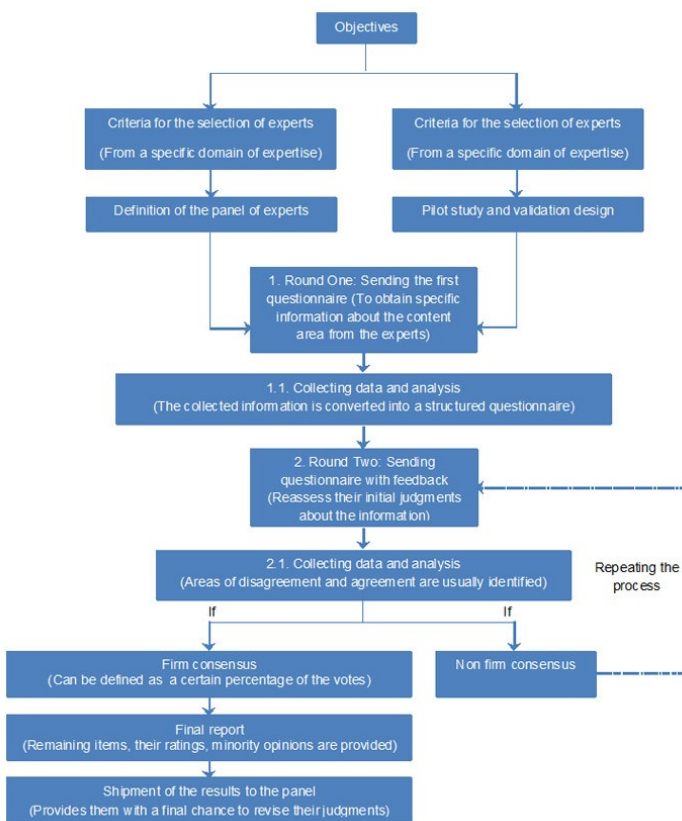 Objectives
Criteria for the selection of experts
(From a specific domain of expertise)
Criteria for the selection of experts
(From a specific domain of expertise)
Definition of the panel of experts
Pilot study and validation design
1. Round One: Sending the first
questionnaire (To obtain specific
information about the content
area from the experts)
1.1. Collecting data and analysis
(The collected information is converted into a structured questionnaire)
2. Round Two: Sending
questionnaire with feedback
(Reassess their initial judgments
about the information)
2.1. Collecting data and analysis
(Areas of disagreement and agreement are usually identified)
Repeating the
process
If
If
Firm consensus
(Can be defined as a certain percentage of the votes)
Non firm consensus
Final report
(Remaining items, their ratings, minority opinions are provided)
Shipment of the results to the panel
(Provides them with a final chance to revise their judgments)